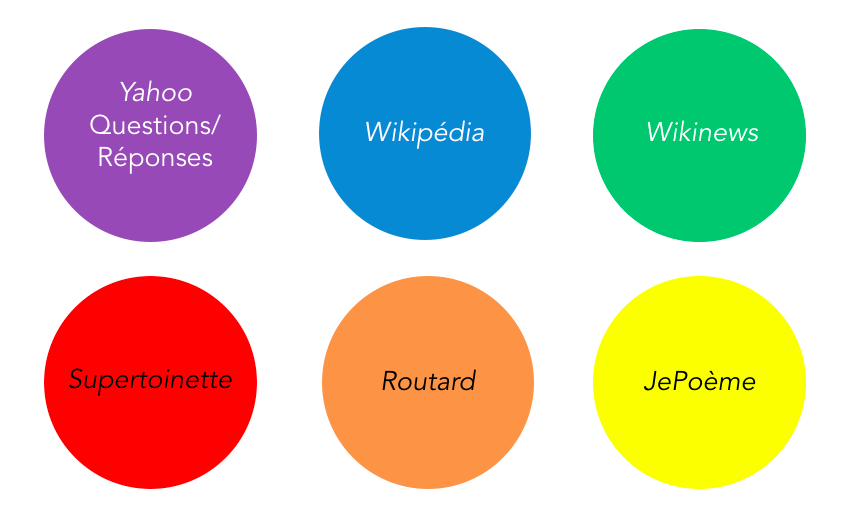 Yahoo
Questions/
Réponses
Wikipédia
Wikinews
Supertoinette
Routard
JePoème